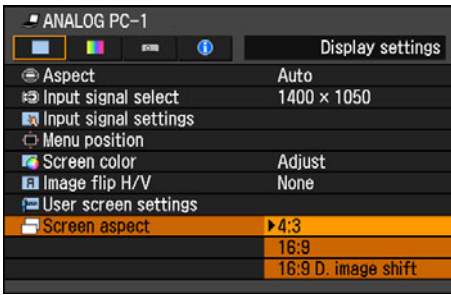 ANALOG PC-1
Display settings
Aspect Auto
Input signal select 1400 × 1050
Input signal settings
Menu position
Screen color Adjust
Image flip H/V None
User screen settings
Screen aspect 4:3
16:9
16:9 D. image shift